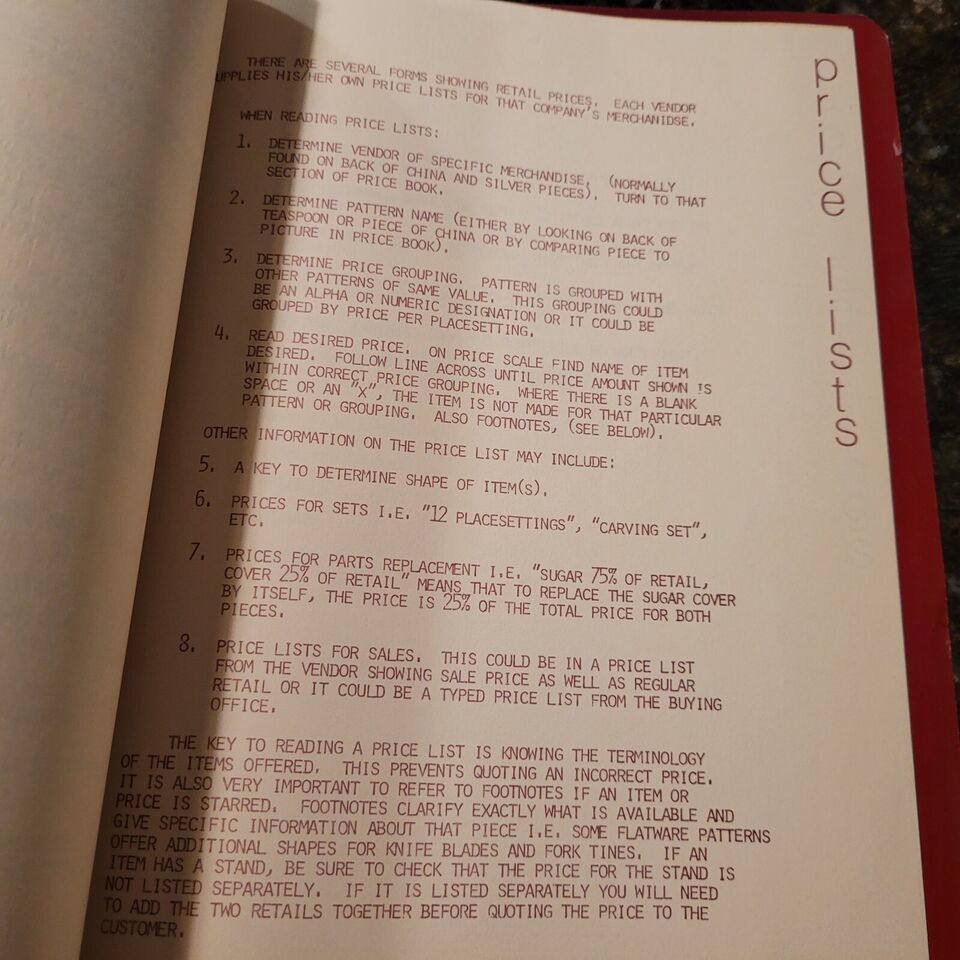 price lists
THERE ARE SEVERAL FORMS SHOWING RETAIL PRICES. EACH VENDOR
UPPLIES HIS/HER OWN PRICE LISTS FOR THAT COMPANY'S MERCHANIDSE.
WHEN READING PRICE LISTS:
1. DETERMINE VENDOR OF SPECIFIC MERCHANDISE, (NORMALLY
FOUND ON BACK OF CHINA AND SILVER PIECES). TURN TO THAT
SECTION OF PRICE BOOK.
2. DETERMINE PATTERN NAME (EITHER BY LOOKING ON BACK OF
TEASPOON OR PIECE OF CHINA OR BY COMPARING PIECE TO
PICTURE IN PRICE BOOK).
3. DETERMINE PRICE GROUPING. PATTERN IS GROUPED WITH
OTHER PATTERNS OF SAME VALUE. THIS GROUPING COULD
BE AN ALPHA OR NUMERIC DESIGNATION OR IT COULD BE
GROUPED BY PRICE PER PLACESETTING.
4. READ DESIRED PRICE. ON PRICE SCALE FIND NAME OF ITEM
DESIRED. FOLLOW LINE ACROSS UNTIL PRICE AMOUNT SHOWN IS
WITHIN CORRECT PRICE GROUPING. WHERE THERE IS A BLANK
SPACE OR AN "X", THE ITEM IS NOT MADE FOR THAT PARTICULAR
PATTERN OR GROUPING. ALSO FOOTNOTES, (SEE BELOW).
OTHER INFORMATION ON THE PRICE LIST MAY INCLUDE:
5. A KEY TO DETERMINE SHAPE OF ITEM(S).
6. PRICES FOR SETS I.E. "12 PLACESETTINGS", "CARVING SET",
ETC.
7. PRICES FOR PARTS REPLACEMENT I.E. "SUGAR 75% OF RETAIL,
COVER 25% OF RETAIL" MEANS THAT TO REPLACE THE SUGAR COVER
BY ITSELF, THE PRICE IS 25% OF THE TOTAL PRICE FOR BOTH
PIECES.
8. PRICE LISTS FOR SALES. THIS COULD BE IN A PRICE LIST
FROM THE VENDOR SHOWING SALE PRICE AS WELL AS REGULAR
RETAIL OR IT COULD BE A TYPED PRICE LIST FROM THE BUYING
OFFICE.
THE KEY TO READING A PRICE LIST IS KNOWING THE TERMINOLOGY
OF THE ITEMS OFFERED. THIS PREVENTS QUOTING AN INCORRECT PRICE.
IT IS ALSO VERY IMPORTANT TO REFER TO FOOTNOTES IF AN ITEM OR
PRICE IS STARRED. FOOTNOTES CLARIFY EXACTLY WHAT IS AVAILABLE AND
GIVE SPECIFIC INFORMATION ABOUT THAT PIECE I.E. SOME FLATWARE PATTERNS
OFFER ADDITIONAL SHAPES FOR KNIFE BLADES AND FORK TINES. IF AN
ITEM HAS A STAND, BE SURE TO CHECK THAT THE PRICE FOR THE STAND IS
NOT LISTED SEPARATELY. IF IT IS LISTED SEPARATELY YOU WILL NEED
TO ADD THE TWO RETAILS TOGETHER BEFORE QUOTING THE PRICE TO THE
CUSTOMER.